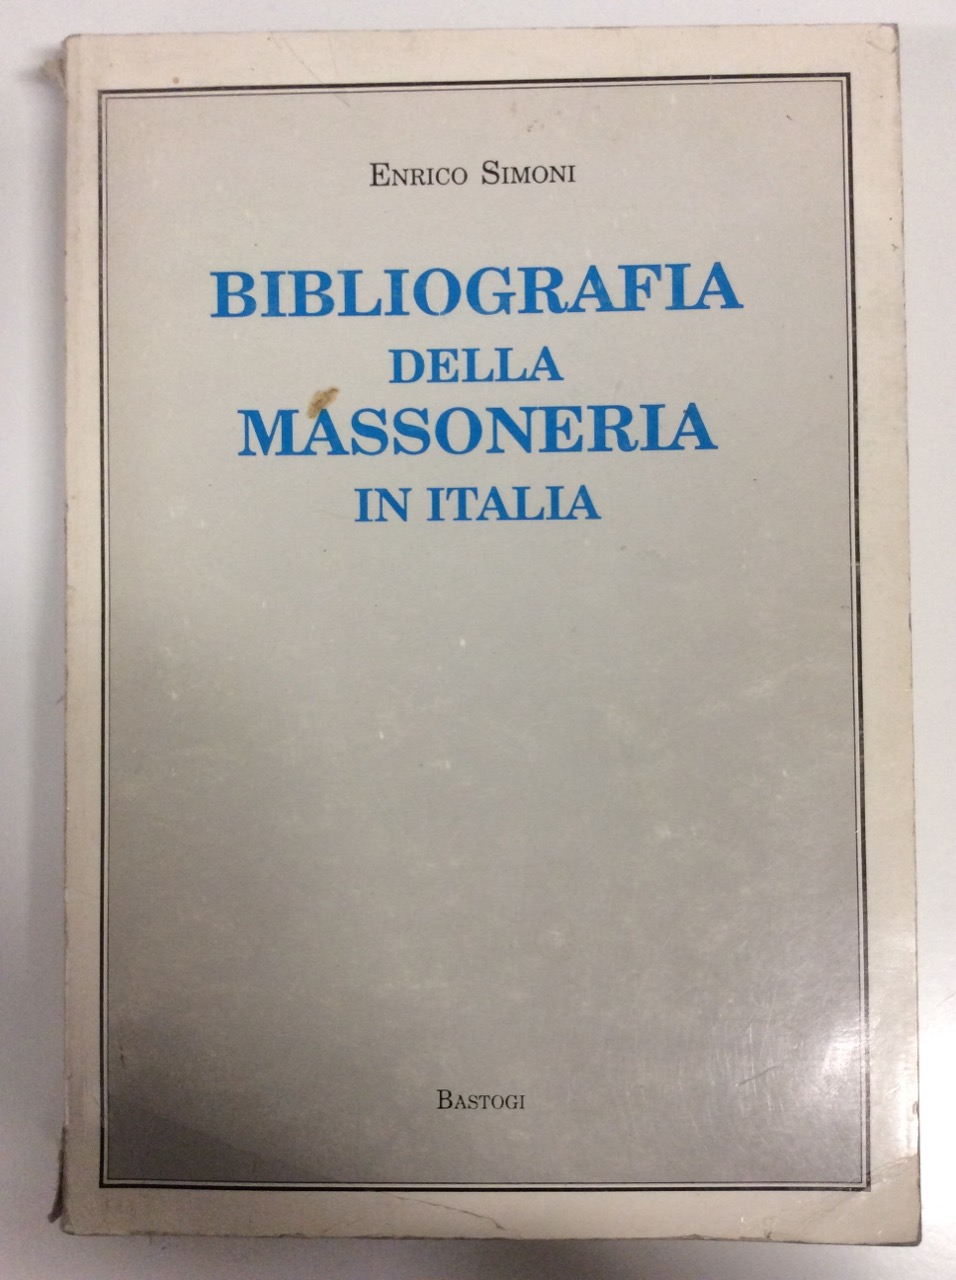 ENRICO SIMONI
BIBLIOGRAFIA
DELLA
MASSONERIA
IN ITALIA
BASTOGI